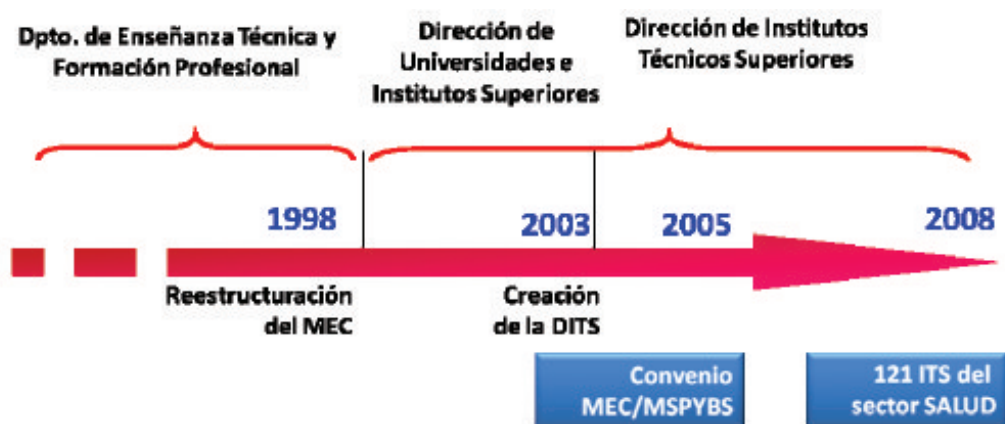 Dpto. de Enseñanza Técnica y
Formación Profesional
Dirección de
Universidades e
Institutos Superiores
Dirección de Institutos
Técnicos Superiores
1998
2003
2005
2008
Reestructuración
del MEC
Creación
de la DITS
Convenio
MEC/MSPYBS
121 ITS del
sector SALUD